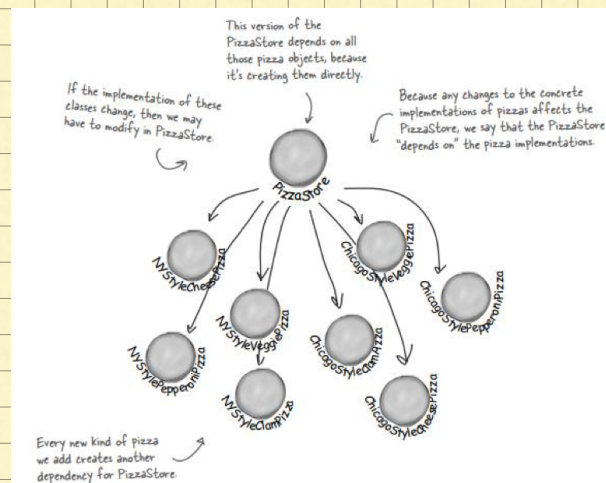 This version of the
PizzaStore depends on all
those pizza objects, because
it's creating them directly.
If the implementation of these
classes change, then we may
have to modify in PizzaStore.
Because any changes to the concrete
implementations of pizzas affects the
PizzaStore, we say that the PizzaStore
"depends on" the pizza implementations.
PizzaStore
NYStyleCheesePizza
ChicagoStyleVeggiePizza
ChicagoStylePepperoniPizza
NYStyleVeggiePizza
NYStylePepperoniPizza
ChicagoStyleClamPizza
NYStyleClamPizza
ChicagoStyleCheesePizza
Every new kind of pizza
we add creates another
dependency for PizzaStore.